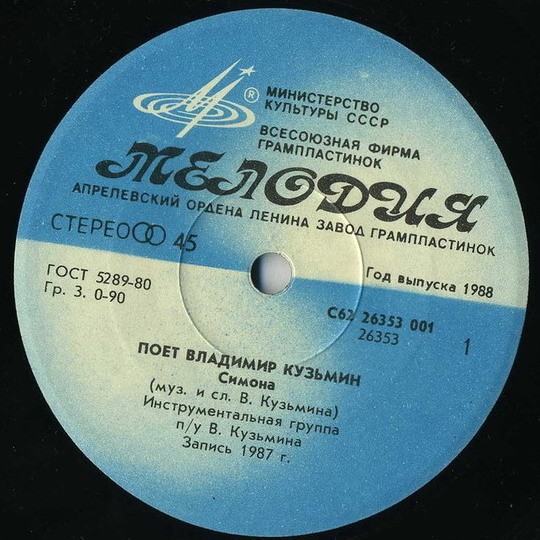 ®
МИНИСТЕРСТВО
КУЛЬТУРЫ СССР
ВСЕСОЮЗНАЯ ФИРМА
ГРАМПЛАСТИНОК
МЕЛОДИЯ
АПРЕЛЕВСКИЙ ОРДЕНА ЛЕНИНА ЗАВОД ГРАМПЛАСТИНОК
СТЕРЕО 45
ГОСТ 5289-80
Гр. 3. 0-90
Год выпуска 1988
С62 26353 001
26353
1
ПОЕТ ВЛАДИМИР КУЗЬМИН
Симона
(муз. и сл. В. Кузьмина)
Инструментальная группа
п/у В. Кузьмина
Запись 1987 г.